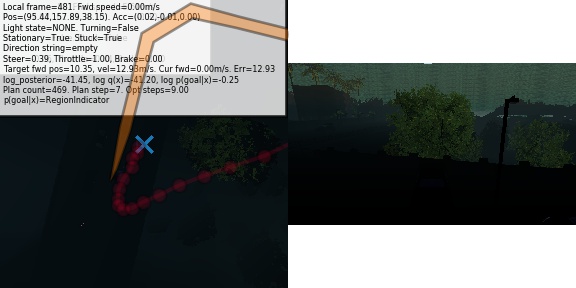 Local frame=481. Fwd speed=0.00m/s
Pos=(95.44,157.89,38.15). Acc=(0.02,-0.01,0.00)
Light state=NONE. Turning=False
Stationary=True. Stuck=True
Direction string=empty
Steer=0.39, Throttle=1.00, Brake=0.00
Target fwd pos=10.35, vel=12.93m/s. Cur fwd=0.00m/s. Err=12.93
log_posterior=-41.45, log q(x)=-41.20, log p(goal|x)=-0.25
Plan count=469. Plan step=7. Opt steps=9.00
p(goal|x)=RegionIndicator